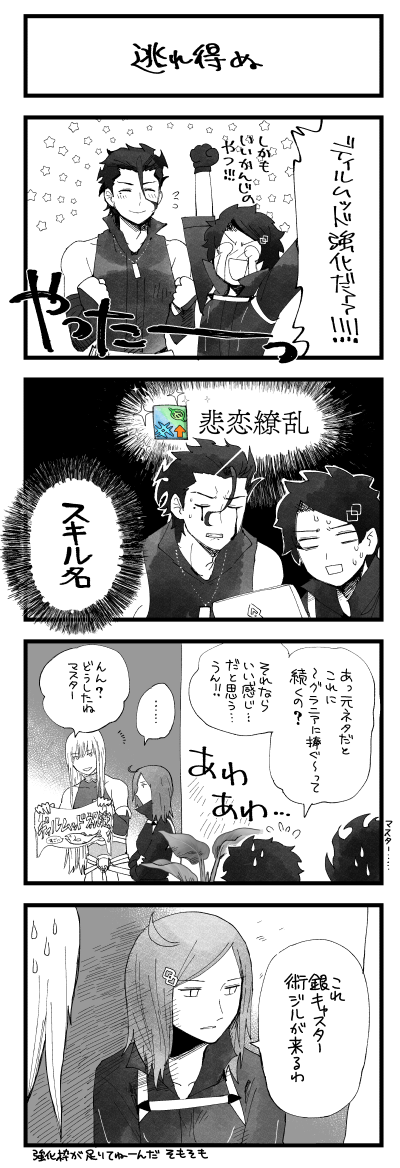 逃れ得ぬ
ディルムッド強化だ〜〜!!!!
しかも
いいかんじの
やつ!!!
やったーーっ
悲恋繚乱
スキル名
あっ元ネタだと
これに
〜グラニアに捧ぐ〜って
続くの?
それなら
いい感じ…
だと思う…
うん!!
あわ
あわ…
マスター……
……
んん?
どうしたね
マスター
これ
銀キャスター
術ジルが来るわ
強化枠が足りてねーんだ そもそも